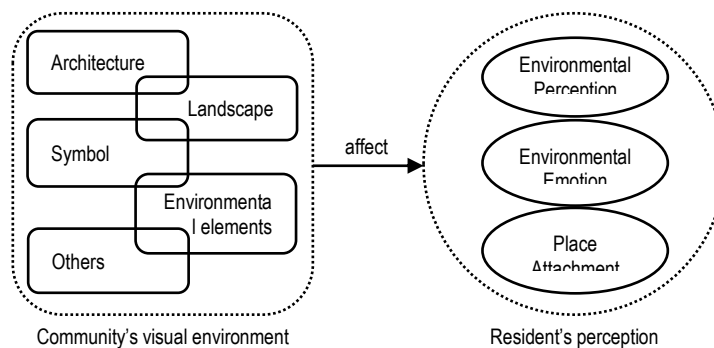 Architecture
Landscape
Symbol
Environmenta
l elements
Others
Community's visual environment
affect
Environmental
Perception
Environmental
Emotion
Place
Attachment
Resident's perception